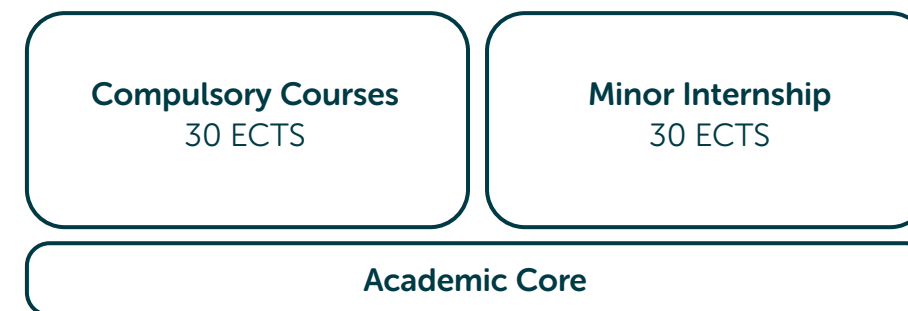 Compulsory Courses
30 ECTS
Minor Internship
30 ECTS
Academic Core